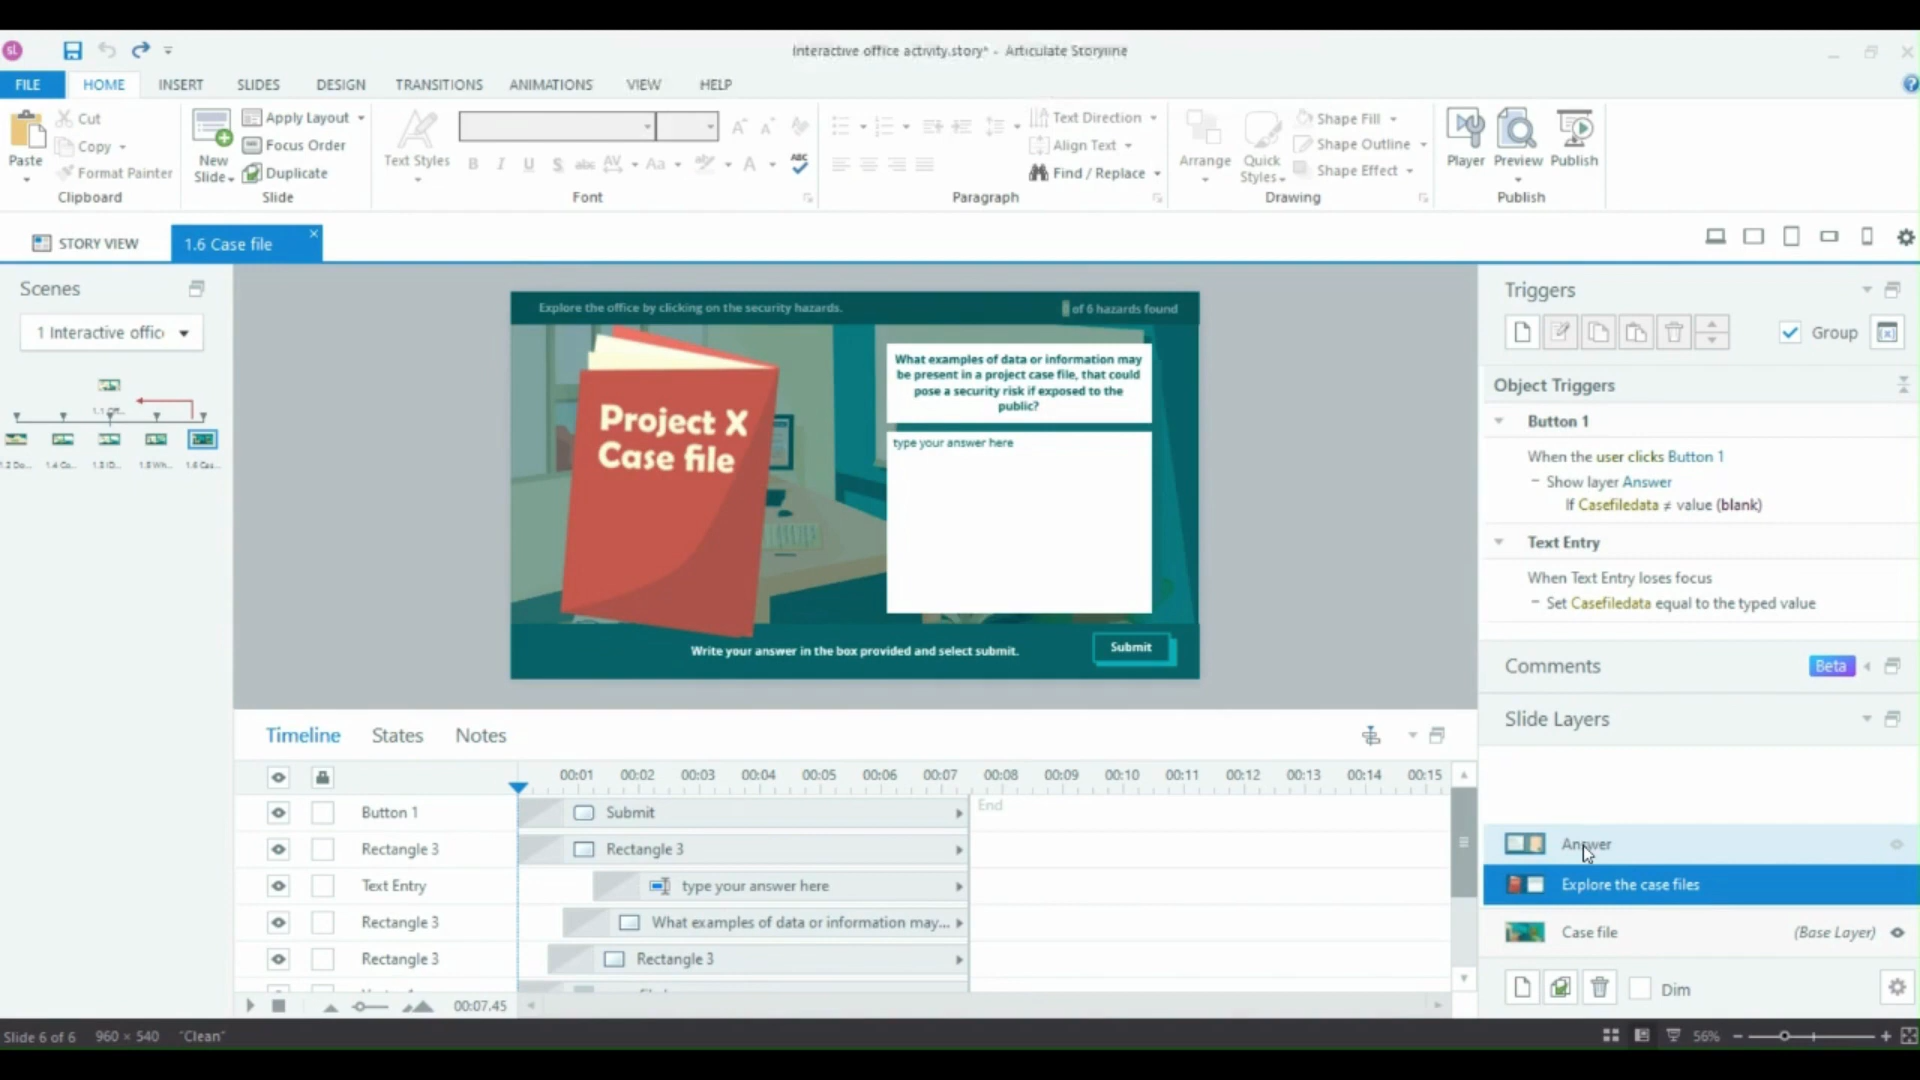 sl
Interactive office activity.story* - Articulate Storyline
FILE HOME INSERT SLIDES DESIGN TRANSITIONS ANIMATIONS VIEW HELP
Paste
Cut
Copy
Format Painter
Clipboard
New Slide
Apply Layout
Focus Order
Duplicate
Slide
Text Styles
B I U S abc AV Aa A
ABC
Font
Text Direction
Align Text
Find / Replace
Paragraph
Arrange
Quick Styles
Shape Fill
Shape Outline
Shape Effect
Drawing
Player
Preview
Publish
Publish
STORY VIEW
1.6 Case file
Scenes
1 Interactive offic
Explore the office by clicking on the security hazards.
of 6 hazards found
Project X
Case file
What examples of data or information may
be present in a project case file, that could
pose a security risk if exposed to the
public?
type your answer here
Write your answer in the box provided and select submit.
Submit
Triggers
Group
Object Triggers
Button 1
When the user clicks Button 1
- Show layer Answer
If Casefiledata ≠ value (blank)
Text Entry
When Text Entry loses focus
- Set Casefiledata equal to the typed value
Comments
Beta
Slide Layers
Answer
Explore the case files
Case file (Base Layer)
Dim
Timeline States Notes
00:01 00:02 00:03 00:04 00:05 00:06 00:07 00:08 00:09 00:10 00:11 00:12 00:13 00:14 00:15
End
Button 1 Submit
Rectangle 3 Rectangle 3
Text Entry type your answer here
Rectangle 3 What examples of data or information may...
Rectangle 3 Rectangle 3
00:07.45
Slide 6 of 6 960 × 540 "Clean"
56%